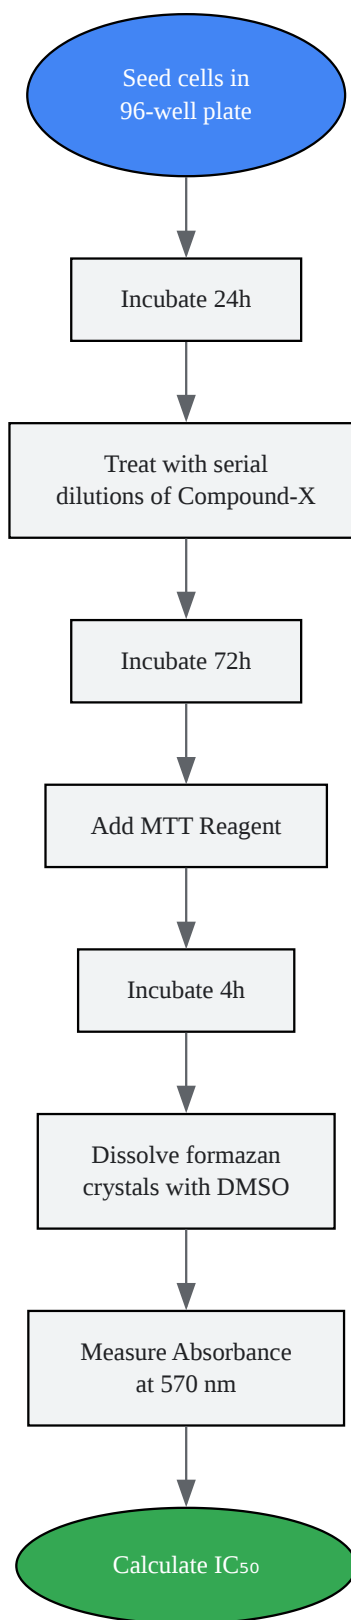 Seed cells in
96-well plate
Incubate 24h
Treat with serial
dilutions of Compound-X
Incubate 72h
Add MTT Reagent
Incubate 4h
Dissolve formazan
crystals with DMSO
Measure Absorbance
at 570 nm
Calculate IC₅₀